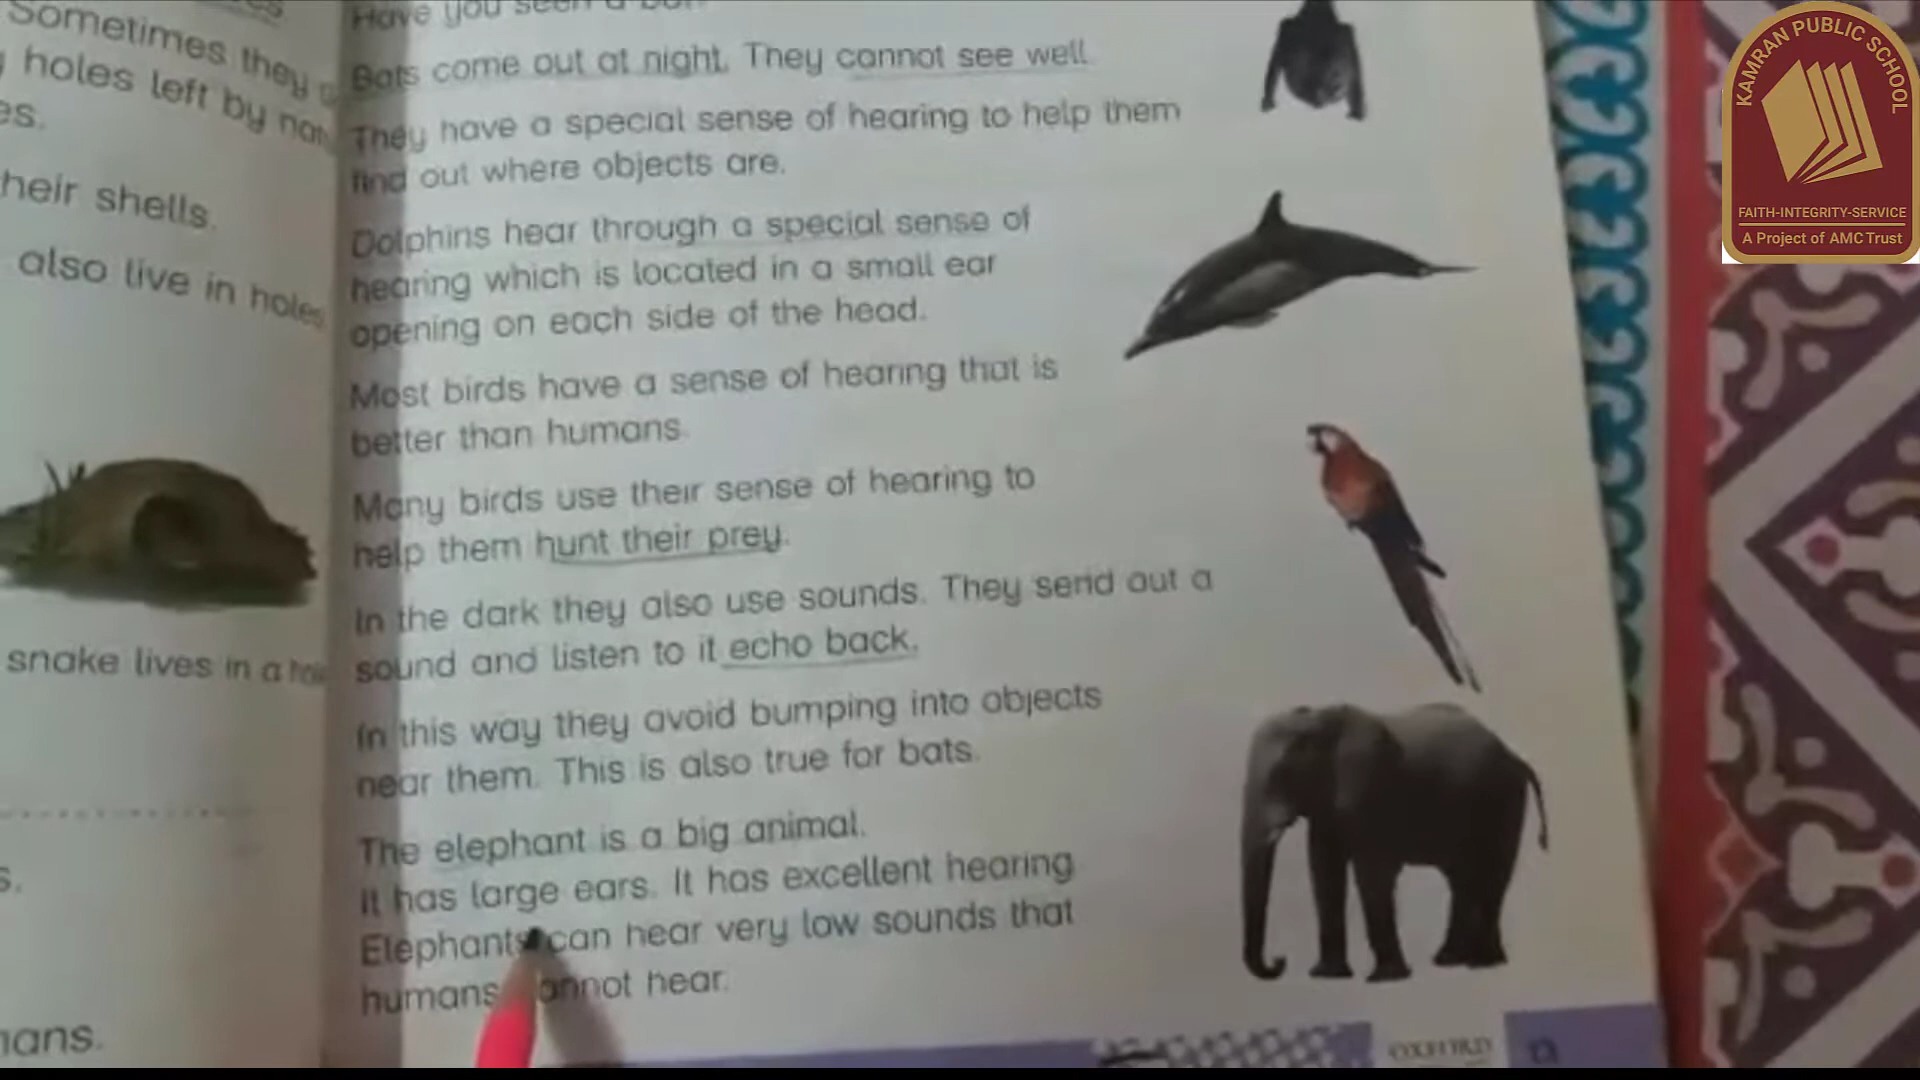 Sometimes they
holes left by
es.
heir shells.
also live in holes
snake lives in a
s.
mans.
Have you seen a
Bats come out at night. They cannot see well
They have a special sense of hearing to help them
find out where objects are.
Dolphins hear through a special sense of
hearing which is located in a small ear
opening on each side of the head.
Most birds have a sense of hearing that is
better than humans.
Many birds use their sense of hearing to
help them hunt their prey.
In the dark they also use sounds. They send out a
sound and listen to it echo back.
In this way they avoid bumping into objects
near them. This is also true for bats.
The elephant is a big animal.
It has large ears. It has excellent hearing
Elephants can hear very low sounds that
humans cannot hear.
OXFORD
KAMRAN PUBLIC SCHOOL
FAITH-INTEGRITY-SERVICE
A Project of AMC Trust